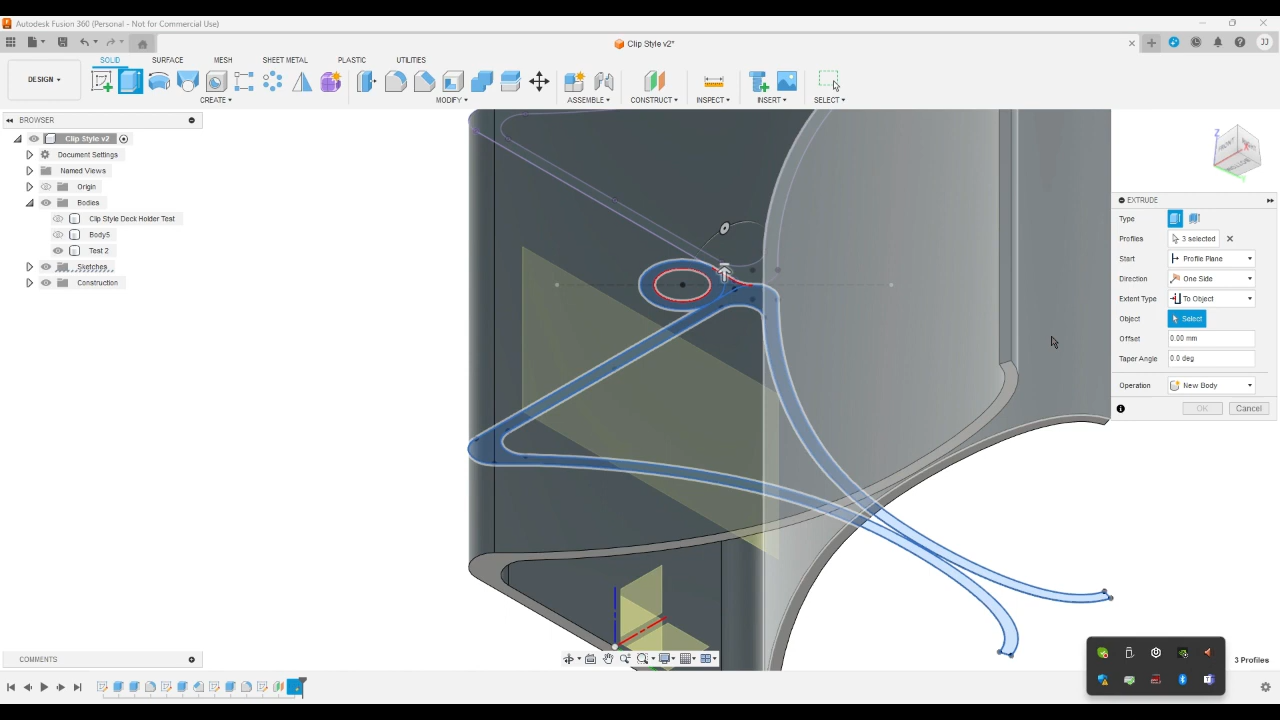 Autodesk Fusion 360 (Personal - Not for Commercial Use)
Clip Style v2*
JJ
DESIGN
SOLID SURFACE MESH SHEET METAL PLASTIC UTILITIES
CREATE MODIFY ASSEMBLE CONSTRUCT INSPECT INSERT SELECT
BROWSER
Clip Style v2
Document Settings
Named Views
Origin
Bodies
Clip Style Deck Holder Test
Body5
Test 2
Sketches
Construction
Z
X
EXTRUDE
Type
Profiles 3 selected
Start Profile Plane
Direction One Side
Extent Type To Object
Object Select
Offset 0.00 mm
Taper Angle 0.0 deg
Operation New Body
OK Cancel
COMMENTS
3 Profiles